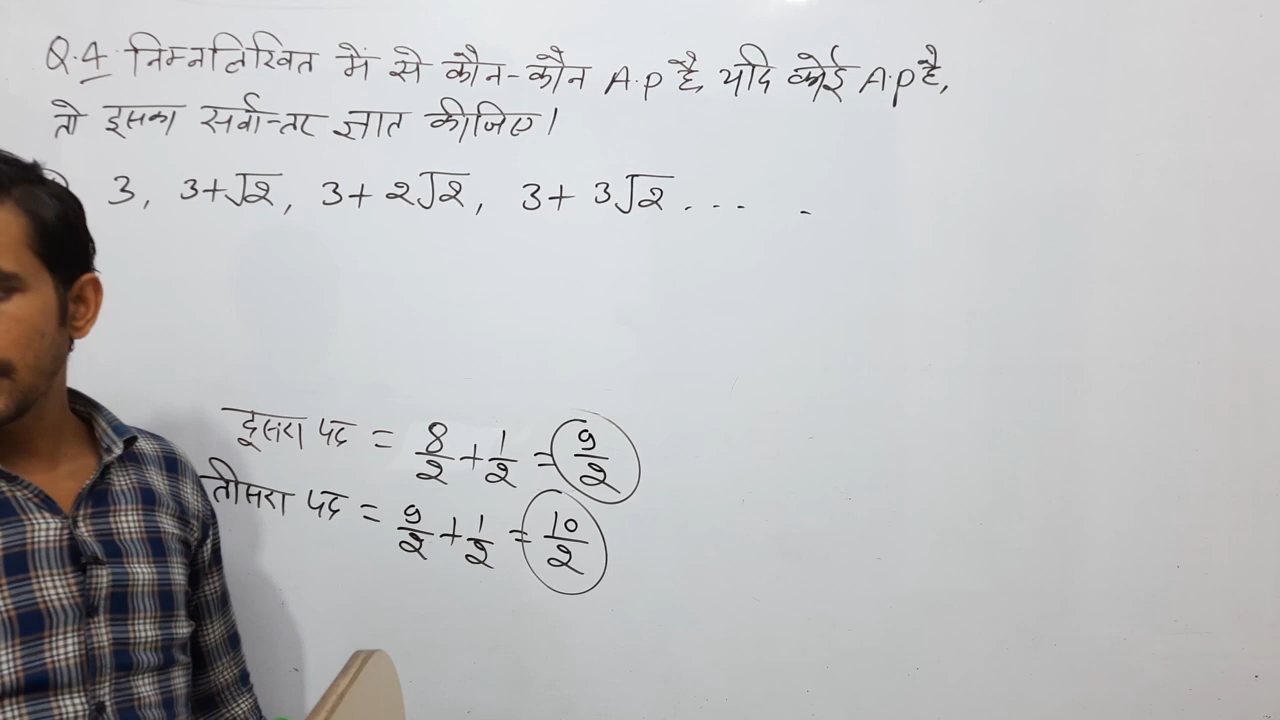 Q.4 निम्नलिखित में से कौन-कौन A.P है, यदि कोई A.P है,
तो इसका सर्वान्तर ज्ञात कीजिए।
3, 3+√2, 3+2√2, 3+3√2 ....
दूसरा पद = 8/2 + 1/2 = 9/2
तीसरा पद = 9/2 + 1/2 = 10/2